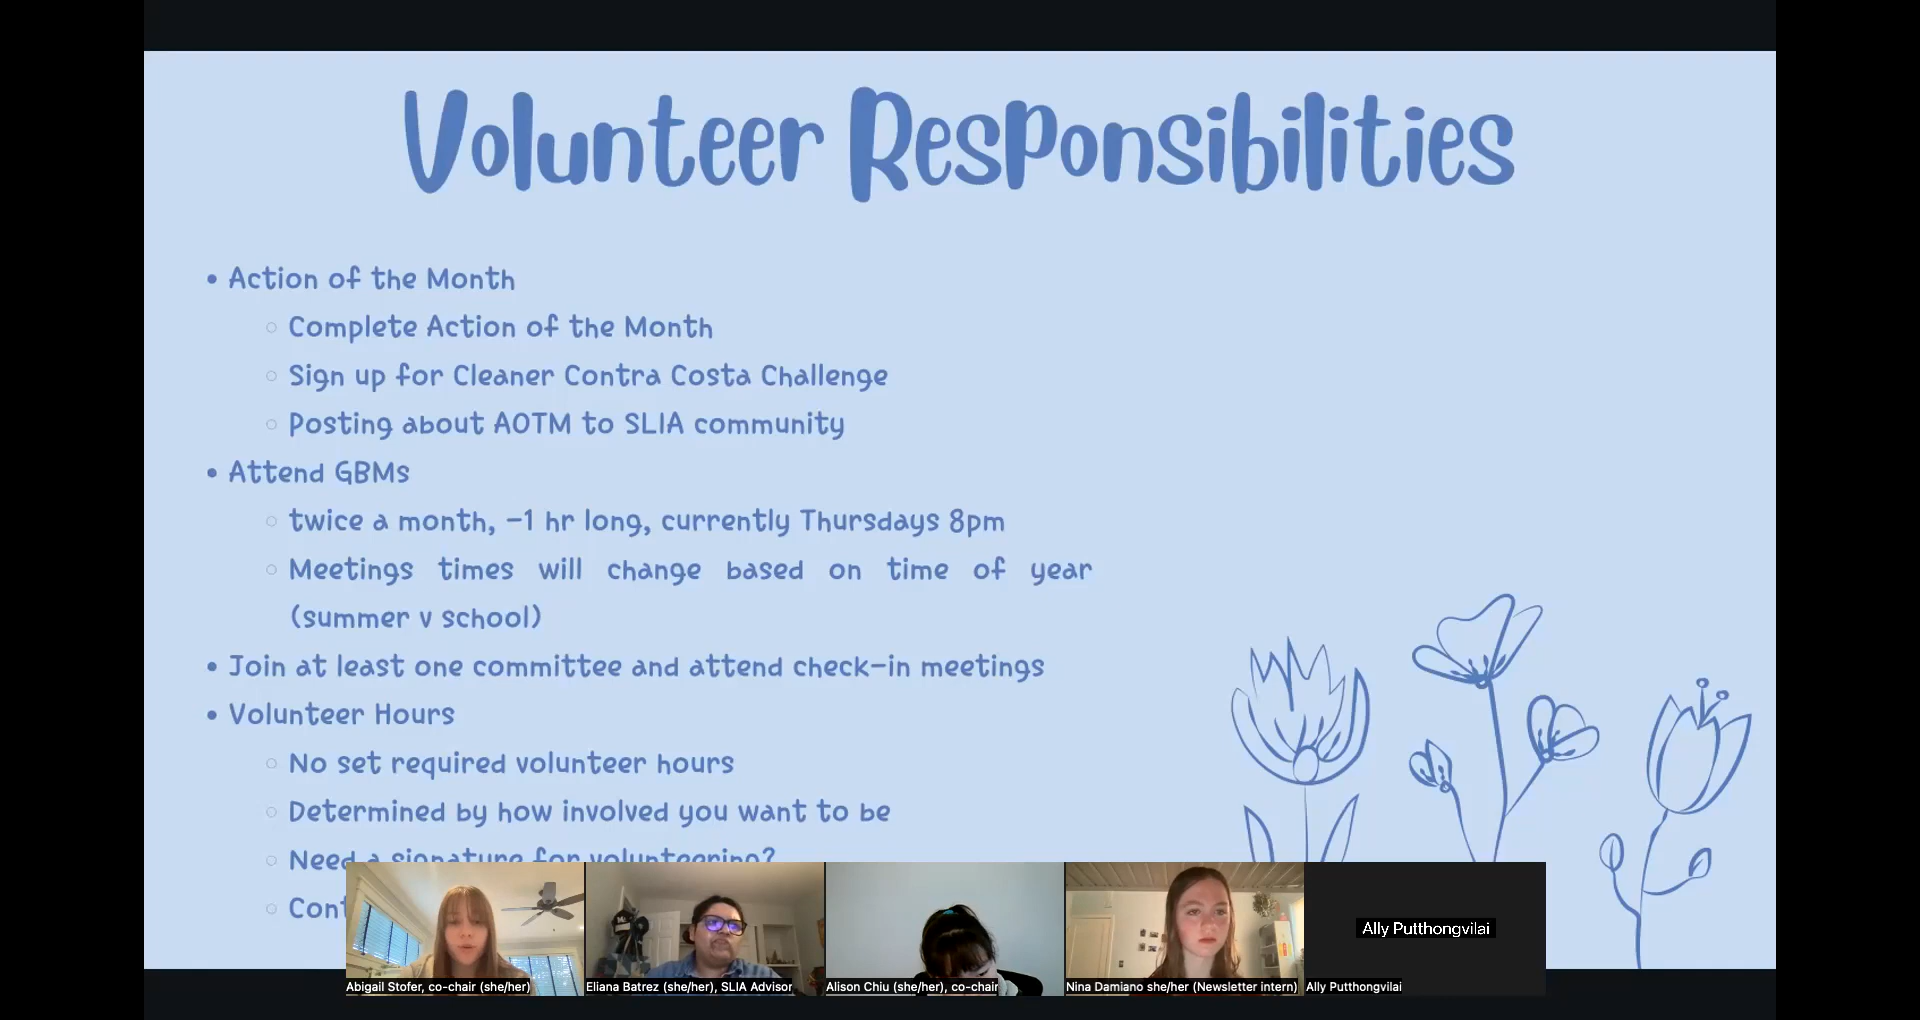 Volunteer Responsibilities
• Action of the Month
○ Complete Action of the Month
○ Sign up for Cleaner Contra Costa Challenge
○ Posting about AOTM to SLIA community
• Attend GBMs
○ twice a month, ~1 hr long, currently Thursdays 8pm
○ Meetings times will change based on time of year
(summer v school)
• Join at least one committee and attend check-in meetings
• Volunteer Hours
○ No set required volunteer hours
○ Determined by how involved you want to be
○ Need a signature for volunteering?
Ally Putthongvilai
Abigail Stofer, co-chair (she/her)
Eliana Batrez (she/her), SLIA Advisor
Alison Chiu (she/her), co-chair
Nina Damiano she/her (Newsletter intern)
Ally Putthongvilai